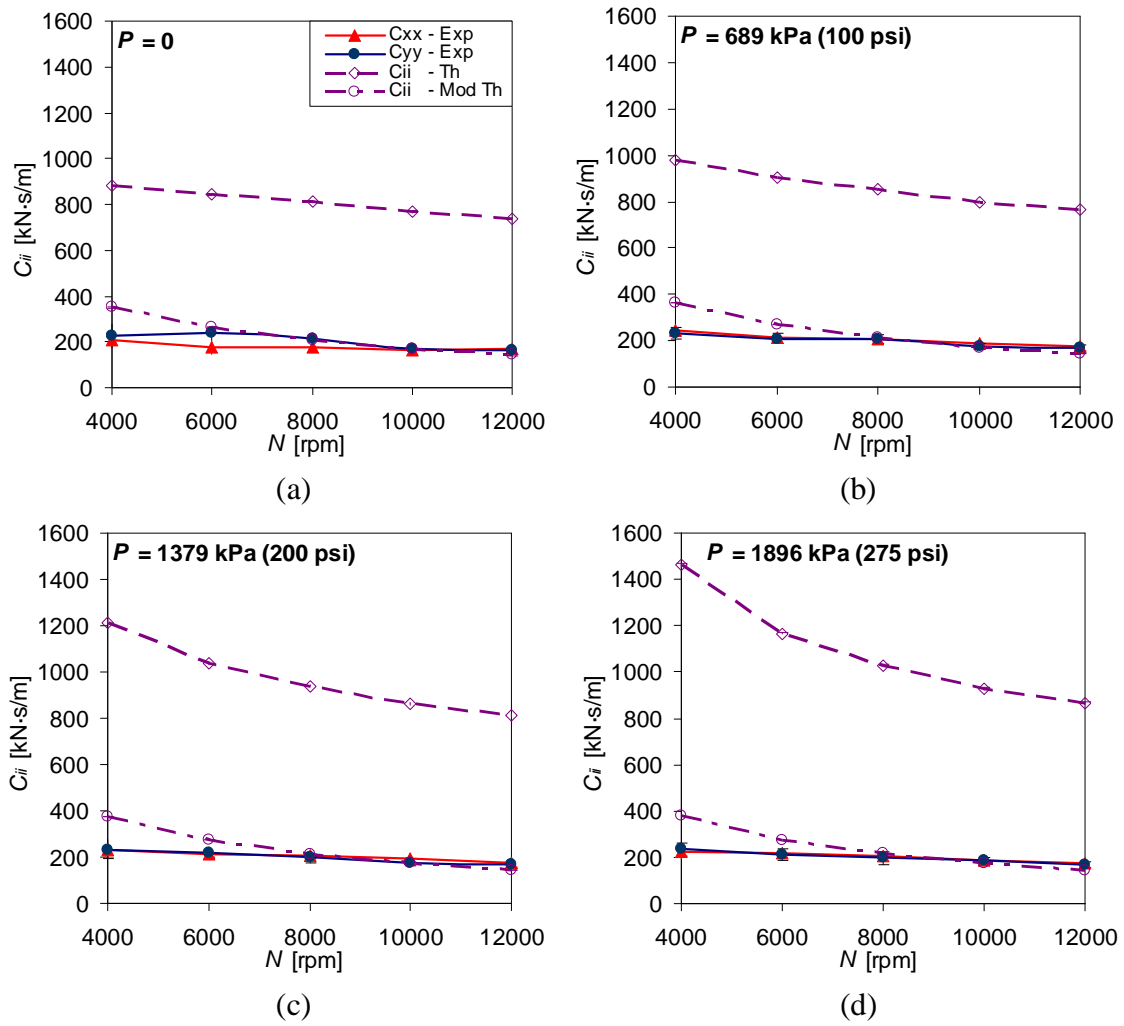 P = 0
Cxx - Exp
Cyy - Exp
Cii - Th
Cii - Mod Th
1600
1400
1200
1000
800
600
400
200
0
Cii [kN·s/m]
4000 6000 8000 10000 12000
N [rpm]
(a)
P = 689 kPa (100 psi)
1600
1400
1200
1000
800
600
400
200
0
Cii [kN·s/m]
4000 6000 8000 10000 12000
N [rpm]
(b)
P = 1379 kPa (200 psi)
1600
1400
1200
1000
800
600
400
200
0
Cii [kN·s/m]
4000 6000 8000 10000 12000
N [rpm]
(c)
P = 1896 kPa (275 psi)
1600
1400
1200
1000
800
600
400
200
0
Cii [kN·s/m]
4000 6000 8000 10000 12000
N [rpm]
(d)